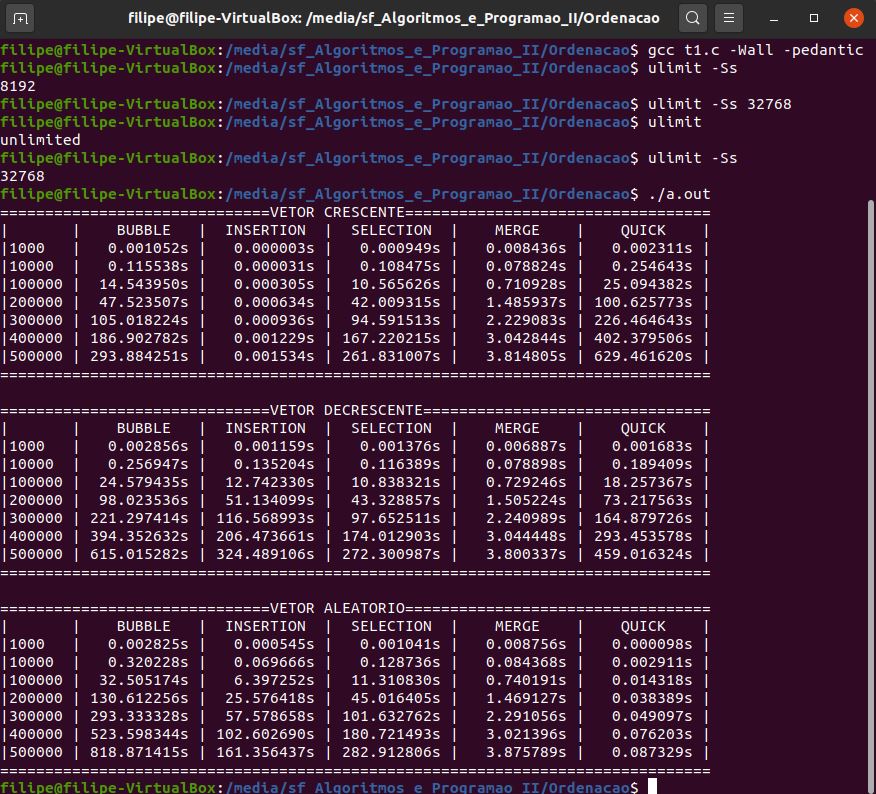 filipe@filipe-VirtualBox: /media/sf_Algoritmos_e_Programao_II/Ordenacao
filipe@filipe-VirtualBox:/media/sf_Algoritmos_e_Programao_II/Ordenacao$ gcc t1.c -Wall -pedantic
filipe@filipe-VirtualBox:/media/sf_Algoritmos_e_Programao_II/Ordenacao$ ulimit -Ss
8192
filipe@filipe-VirtualBox:/media/sf_Algoritmos_e_Programao_II/Ordenacao$ ulimit -Ss 32768
filipe@filipe-VirtualBox:/media/sf_Algoritmos_e_Programao_II/Ordenacao$ ulimit
unlimited
filipe@filipe-VirtualBox:/media/sf_Algoritmos_e_Programao_II/Ordenacao$ ulimit -Ss
32768
filipe@filipe-VirtualBox:/media/sf_Algoritmos_e_Programao_II/Ordenacao$ ./a.out
==============================VETOR CRESCENTE==================================
|       |    BUBBLE   |  INSERTION  |  SELECTION  |    MERGE    |    QUICK    |
|1000   |   0.001052s |   0.000003s |   0.000949s |   0.008436s |   0.002311s |
|10000  |   0.115538s |   0.000031s |   0.108475s |   0.078824s |   0.254643s |
|100000 |  14.543950s |   0.000305s |  10.565626s |   0.710928s |  25.094382s |
|200000 |  47.523507s |   0.000634s |  42.009315s |   1.485937s | 100.625773s |
|300000 | 105.018224s |   0.000936s |  94.591513s |   2.229083s | 226.464643s |
|400000 | 186.902782s |   0.001229s | 167.220215s |   3.042844s | 402.379506s |
|500000 | 293.884251s |   0.001534s | 261.831007s |   3.814805s | 629.461620s |
===============================================================================
==============================VETOR DECRESCENTE================================
|       |    BUBBLE   |  INSERTION  |  SELECTION  |    MERGE    |    QUICK    |
|1000   |   0.002856s |   0.001159s |   0.001376s |   0.006887s |   0.001683s |
|10000  |   0.256947s |   0.135204s |   0.116389s |   0.078898s |   0.189409s |
|100000 |  24.579435s |  12.742330s |  10.838321s |   0.729246s |  18.257367s |
|200000 |  98.023536s |  51.134099s |  43.328857s |   1.505224s |  73.217563s |
|300000 | 221.297414s | 116.568993s |  97.652511s |   2.240989s | 164.879726s |
|400000 | 394.352632s | 206.473661s | 174.012903s |   3.044448s | 293.453578s |
|500000 | 615.015282s | 324.489106s | 272.300987s |   3.800337s | 459.016324s |
===============================================================================
==============================VETOR ALEATORIO==================================
|       |    BUBBLE   |  INSERTION  |  SELECTION  |    MERGE    |    QUICK    |
|1000   |   0.002825s |   0.000545s |   0.001041s |   0.008756s |   0.000098s |
|10000  |   0.320228s |   0.069666s |   0.128736s |   0.084368s |   0.002911s |
|100000 |  32.505174s |   6.397252s |  11.310830s |   0.740191s |   0.014318s |
|200000 | 130.612256s |  25.576418s |  45.016405s |   1.469127s |   0.038389s |
|300000 | 293.333328s |  57.578658s | 101.632762s |   2.291056s |   0.049097s |
|400000 | 523.598344s | 102.602690s | 180.721493s |   3.021396s |   0.076203s |
|500000 | 818.871415s | 161.356437s | 282.912806s |   3.875789s |   0.087329s |
===============================================================================
filipe@filipe-VirtualBox:/media/sf_Algoritmos_e_Programao_II/Ordenacao$